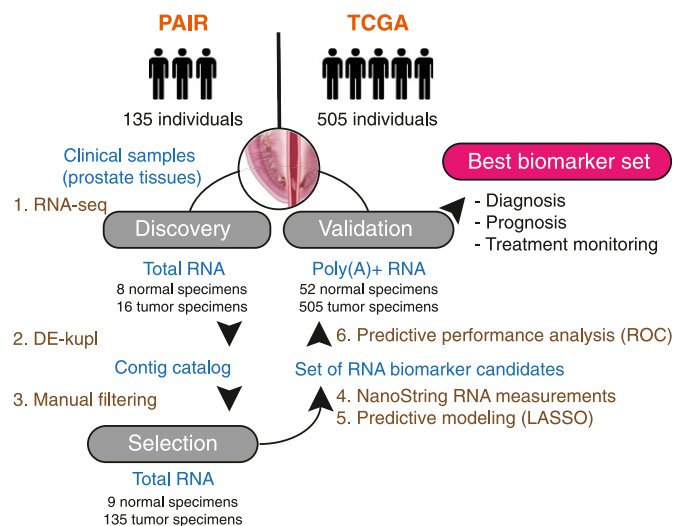 PAIR
TCGA
135 individuals
505 individuals
Clinical samples
(prostate tissues)
Best biomarker set
- Diagnosis
- Prognosis
- Treatment monitoring
1. RNA-seq
Discovery
Validation
Total RNA
8 normal specimens
16 tumor specimens
Poly(A)+ RNA
52 normal specimens
505 tumor specimens
2. DE-kupl
6. Predictive performance analysis (ROC)
Contig catalog
Set of RNA biomarker candidates
3. Manual filtering
4. NanoString RNA measurements
5. Predictive modeling (LASSO)
Selection
Total RNA
9 normal specimens
135 tumor specimens